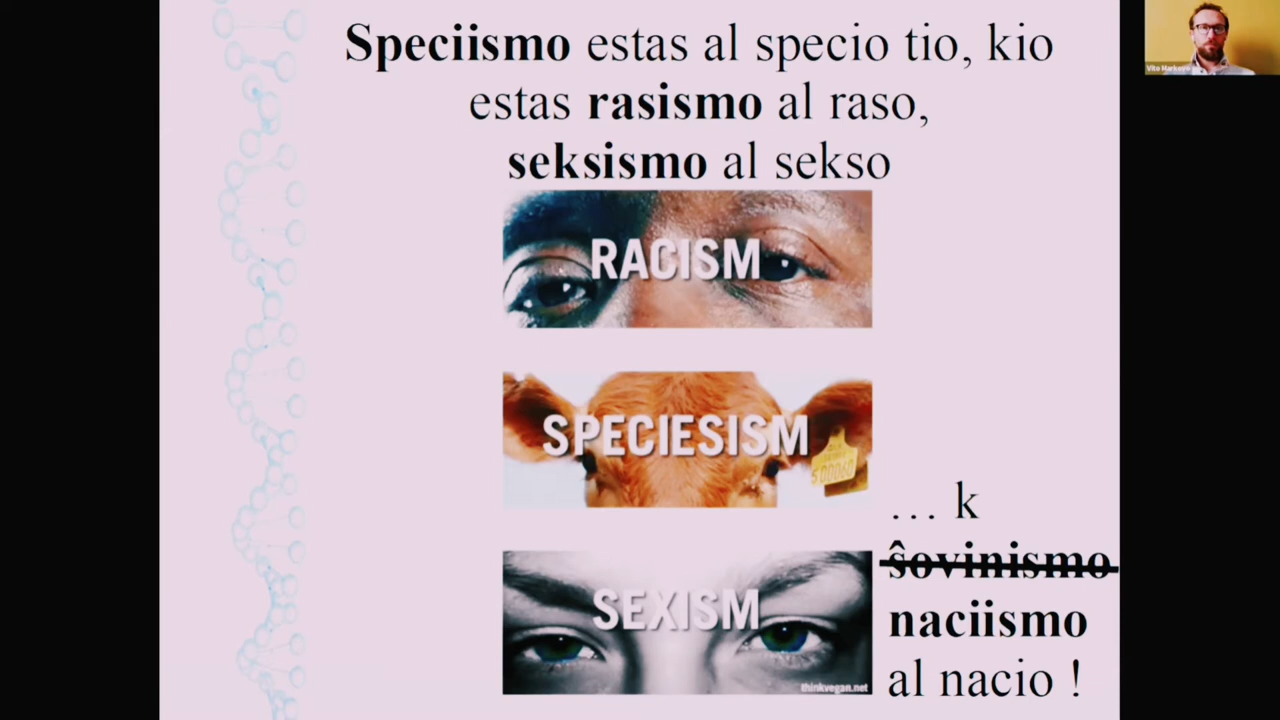 Speciismo estas al specio tio, kio
estas rasismo al raso,
seksismo al sekso
RACISM
SPECIESISM
500060
SEXISM
thinkvegan.net
… k
ŝovinismo
naciismo
al nacio !